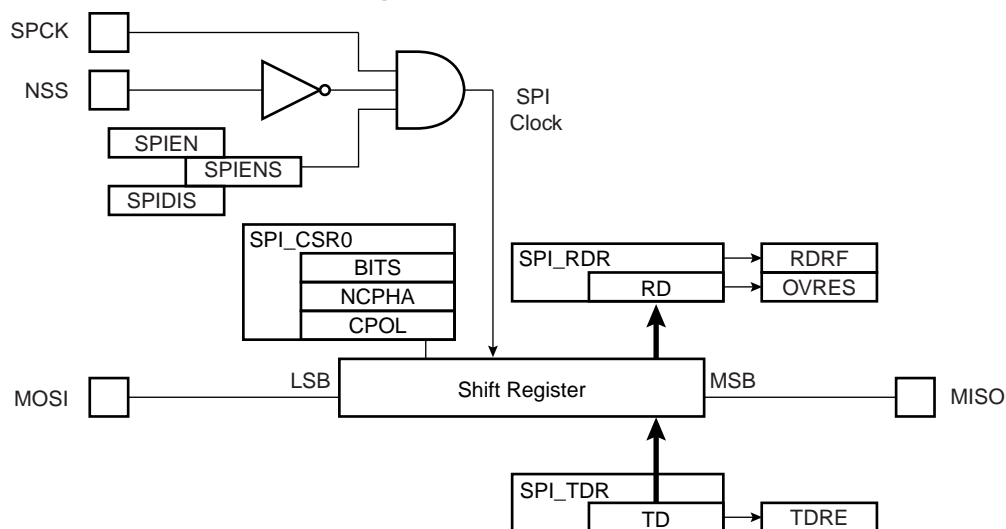 SPCK
NSS
SPI
Clock
SPIEN
SPIENS
SPIDIS
SPI_CSR0
BITS
NCPHA
CPOL
SPI_RDR
RD
RDRF
OVRES
MOSI
LSB
Shift Register
MSB
MISO
SPI_TDR
TD
TDRE